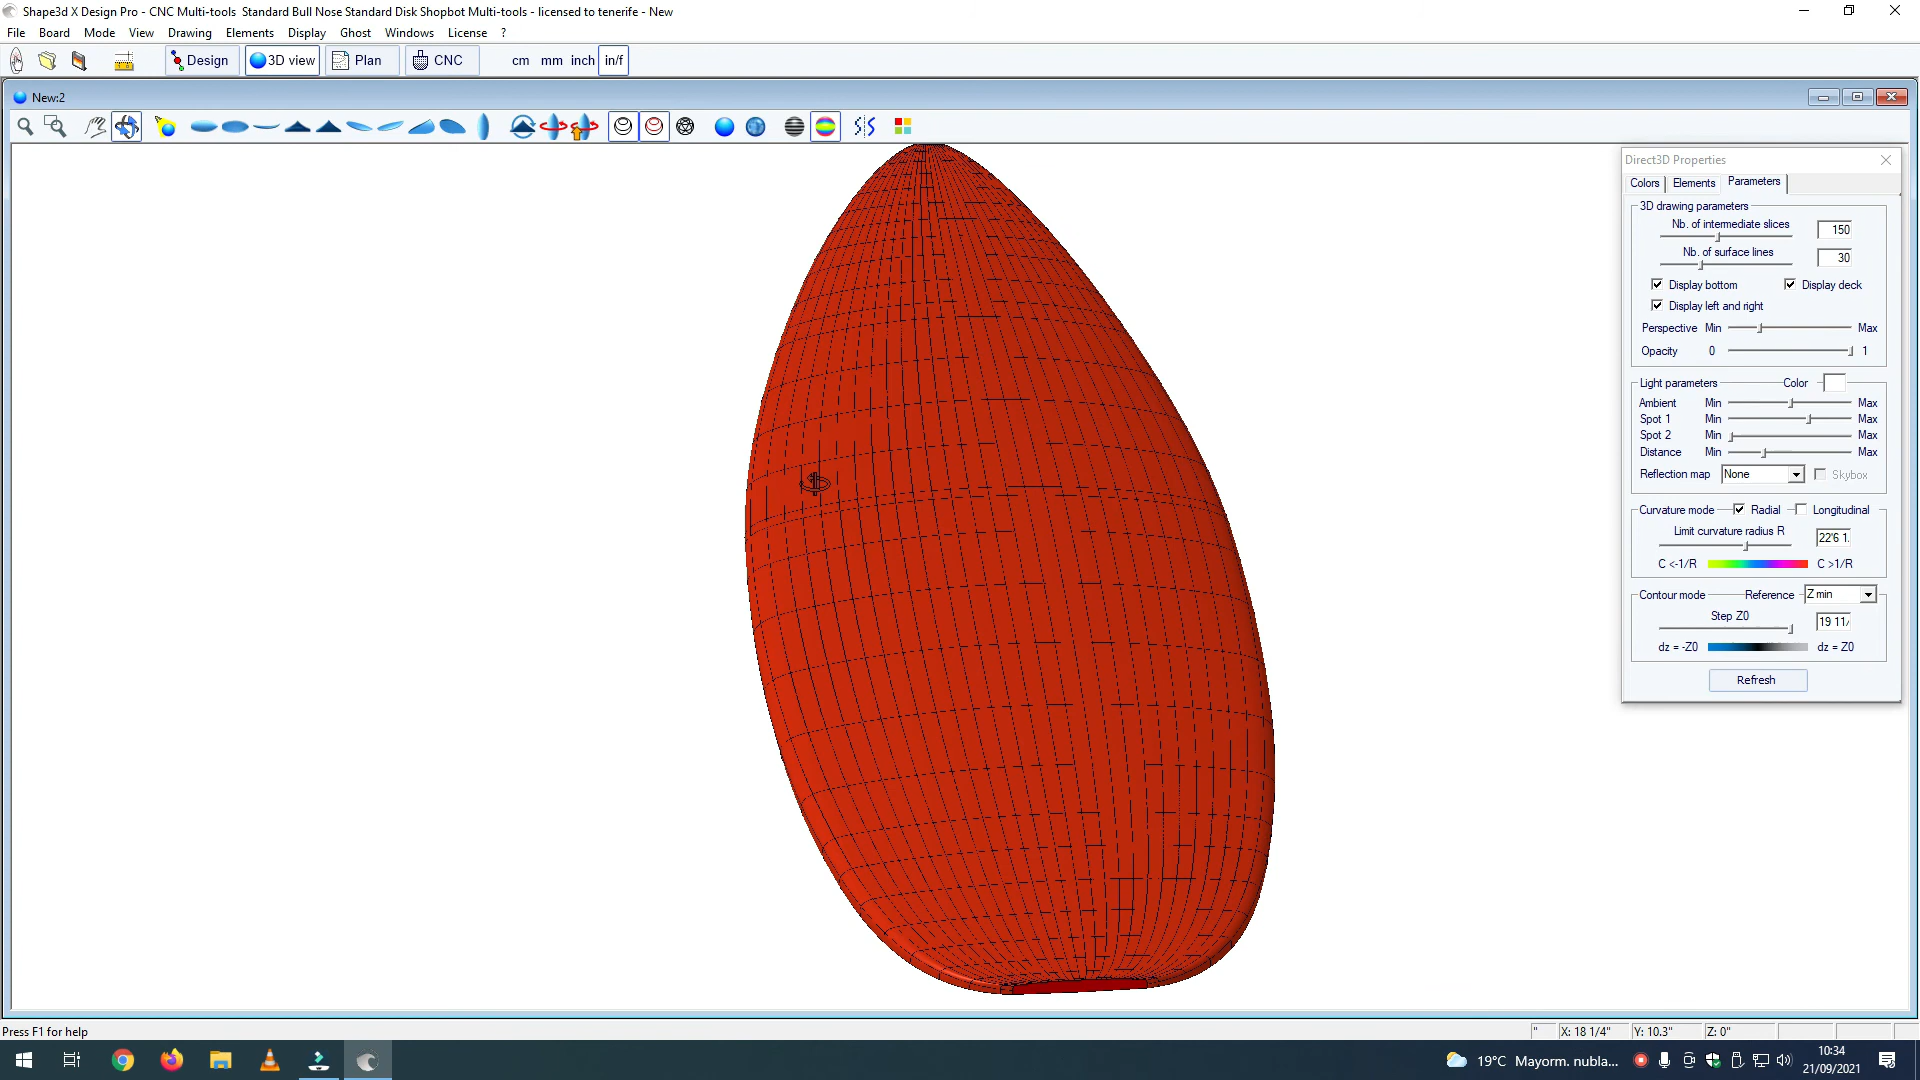 Shape3d X Design Pro - CNC Multi-tools  Standard Bull Nose Standard Disk Shopbot Multi-tools - licensed to tenerife - New
File Board Mode View Drawing Elements Display Ghost Windows License ?
Design 3D view Plan CNC cm mm inch in/f
New:2
Direct3D Properties
Colors Elements Parameters
3D drawing parameters
Nb. of intermediate slices 150
Nb. of surface lines 30
Display bottom Display deck
Display left and right
Perspective Min Max
Opacity 0 1
Light parameters Color
Ambient Min Max
Spot 1 Min Max
Spot 2 Min Max
Distance Min Max
Reflection map None Skybox
Curvature mode Radial Longitudinal
Limit curvature radius R 22'6 1.
C <-1/R C >1/R
Contour mode Reference Z min
Step Z0 19 11/
dz = -Z0 dz = Z0
Refresh
Press F1 for help " X: 18 1/4" Y: 10.3" Z: 0"
19°C Mayorm. nubla... 10:34
21/09/2021